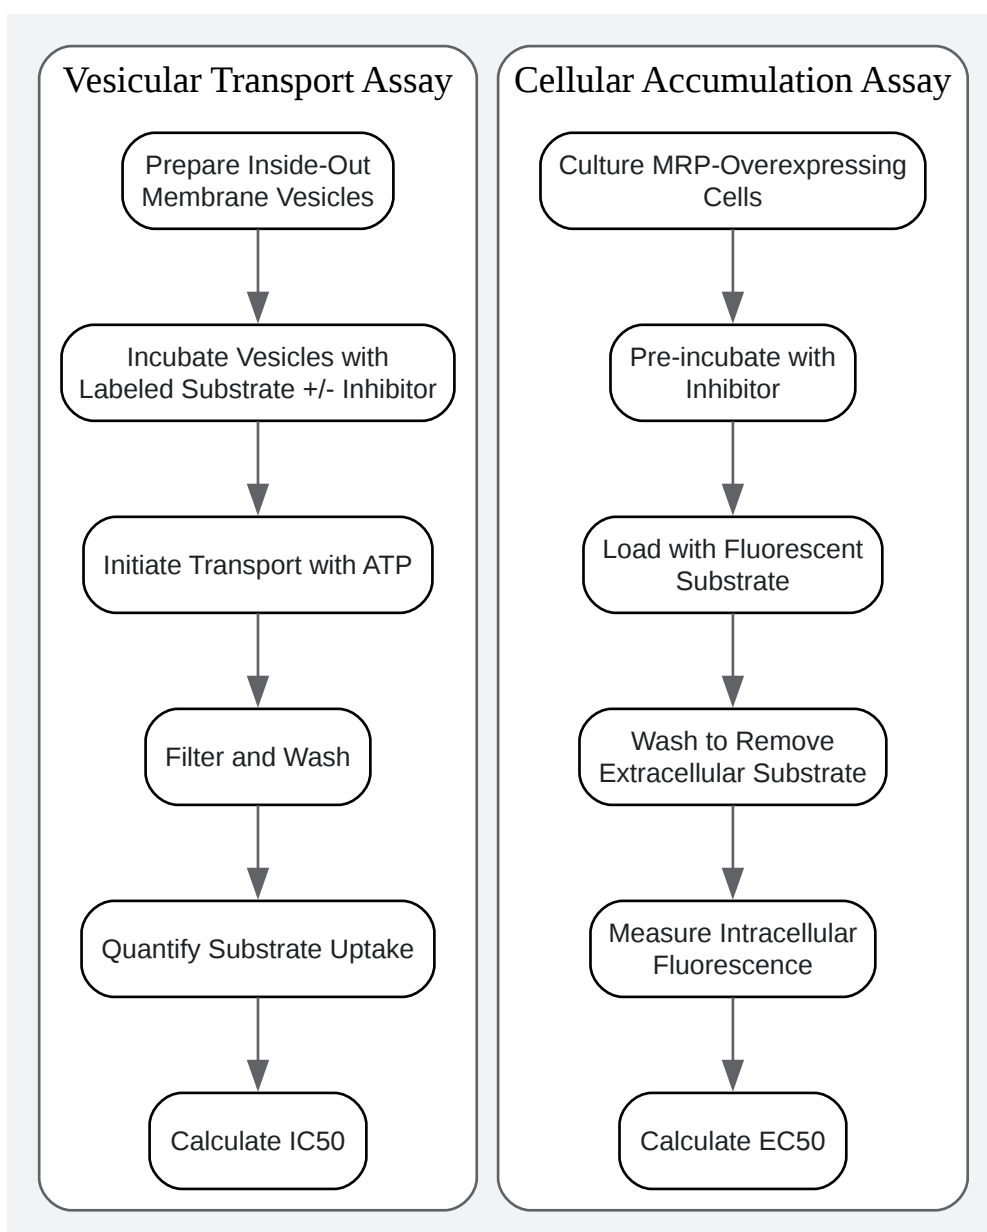 Vesicular Transport Assay
Prepare Inside-Out
Membrane Vesicles
Incubate Vesicles with
Labeled Substrate +/- Inhibitor
Initiate Transport with ATP
Filter and Wash
Quantify Substrate Uptake
Calculate IC50
Cellular Accumulation Assay
Culture MRP-Overexpressing
Cells
Pre-incubate with
Inhibitor
Load with Fluorescent
Substrate
Wash to Remove
Extracellular Substrate
Measure Intracellular
Fluorescence
Calculate EC50